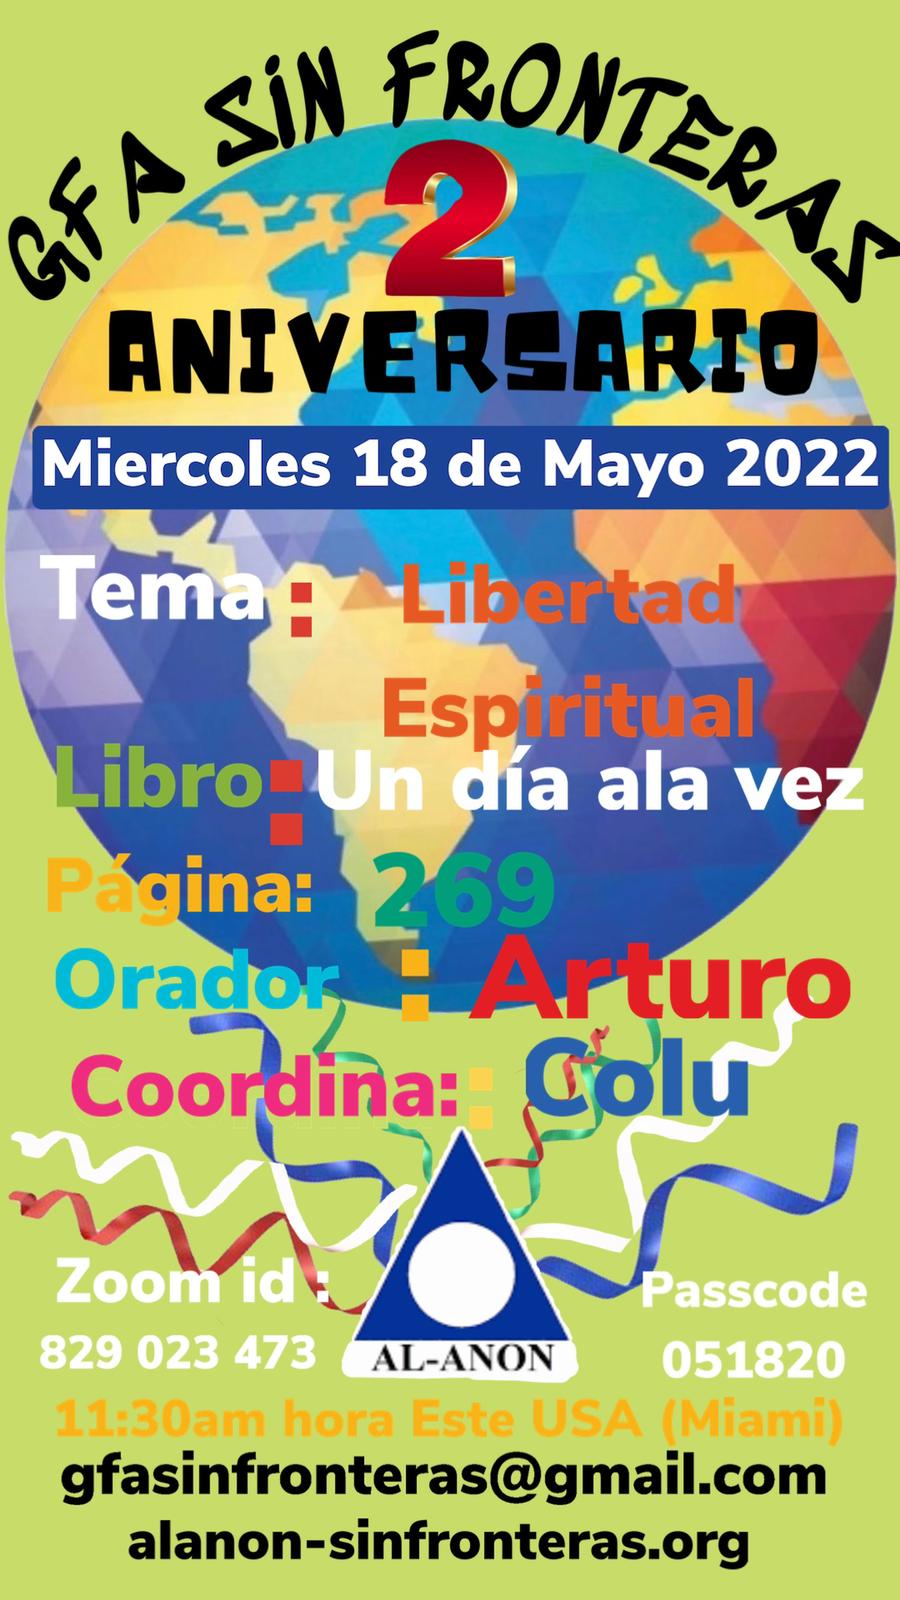 GFA SiN FRONTERAS
2
ANIVERSARIO
Miercoles 18 de Mayo 2022
Tema : Libertad
Espiritual
Libro: Un día ala vez
Página: 269
Orador : Arturo
Coordina:: Colu
Zoom id :
829 023 473
Passcode
051820
AL-ANON
11:30am hora Este USA (Miami)
gfasinfronteras@gmail.com
alanon-sinfronteras.org